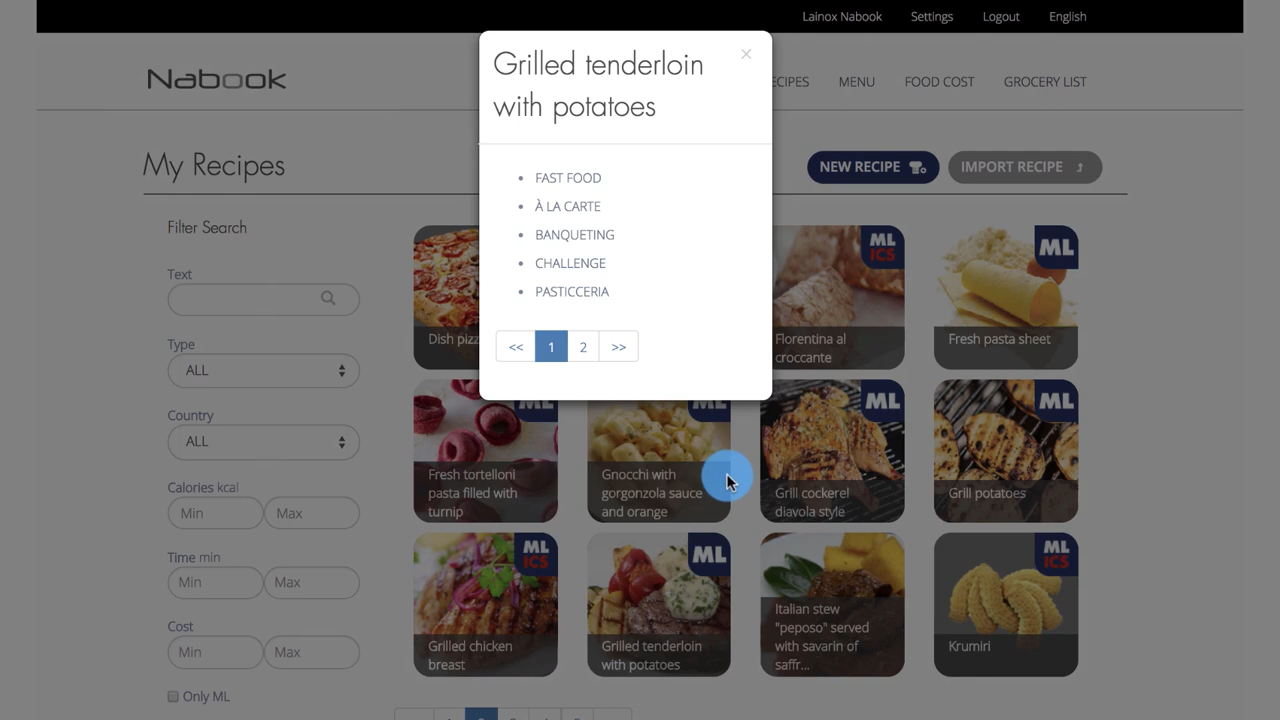 Lainox Nabook Settings Logout English
Nabook
MENU FOOD COST GROCERY LIST
Grilled tenderloin
with potatoes
×
FAST FOOD
À LA CARTE
BANQUETING
CHALLENGE
PASTICCERIA
<< 1 2 >>
My Recipes
NEW RECIPE IMPORT RECIPE
Filter Search
Text
Type
ALL
Country
ALL
Calories kcal
Min Max
Time min
Min Max
Cost
Min Max
Only ML
Dish
ML
ICS
Florentina al
croccante
ML
Fresh pasta sheet
ML
Fresh tortelloni
pasta filled with
turnip
ML
Gnocchi with
gorgonzola sauce
and orange
ML
Grill cockerel
diavola style
ML
Grill potatoes
ML
ICS
Grilled chicken
breast
ML
Grilled tenderloin
with potatoes
Italian stew
"peposo" served
with savarin of
saffr...
ML
ICS
Krumiri